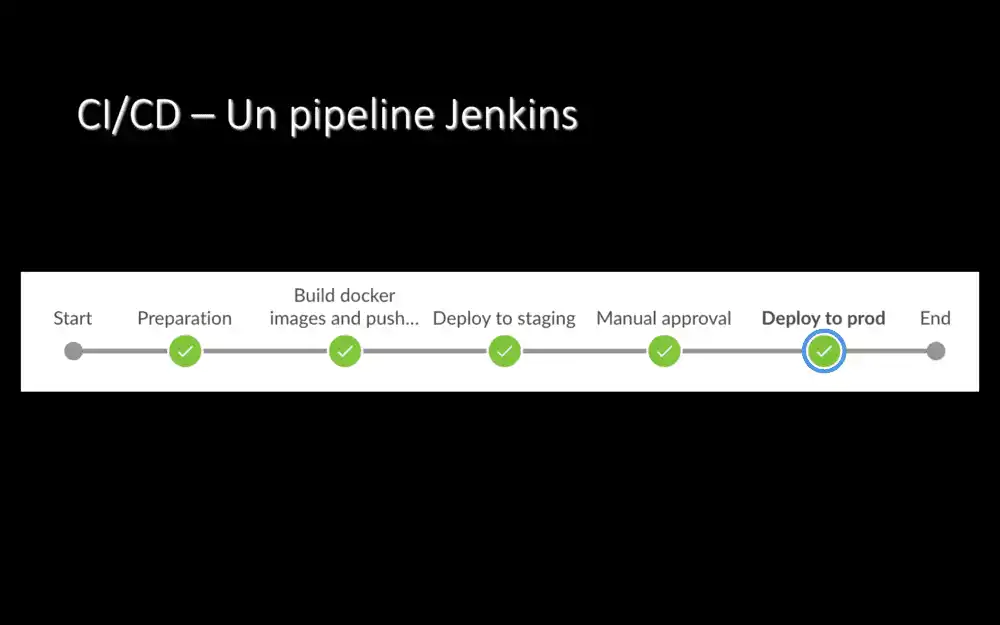 CI/CD – Un pipeline Jenkins
Start
Preparation
Build docker
images and push...
Deploy to staging
Manual approval
Deploy to prod
End